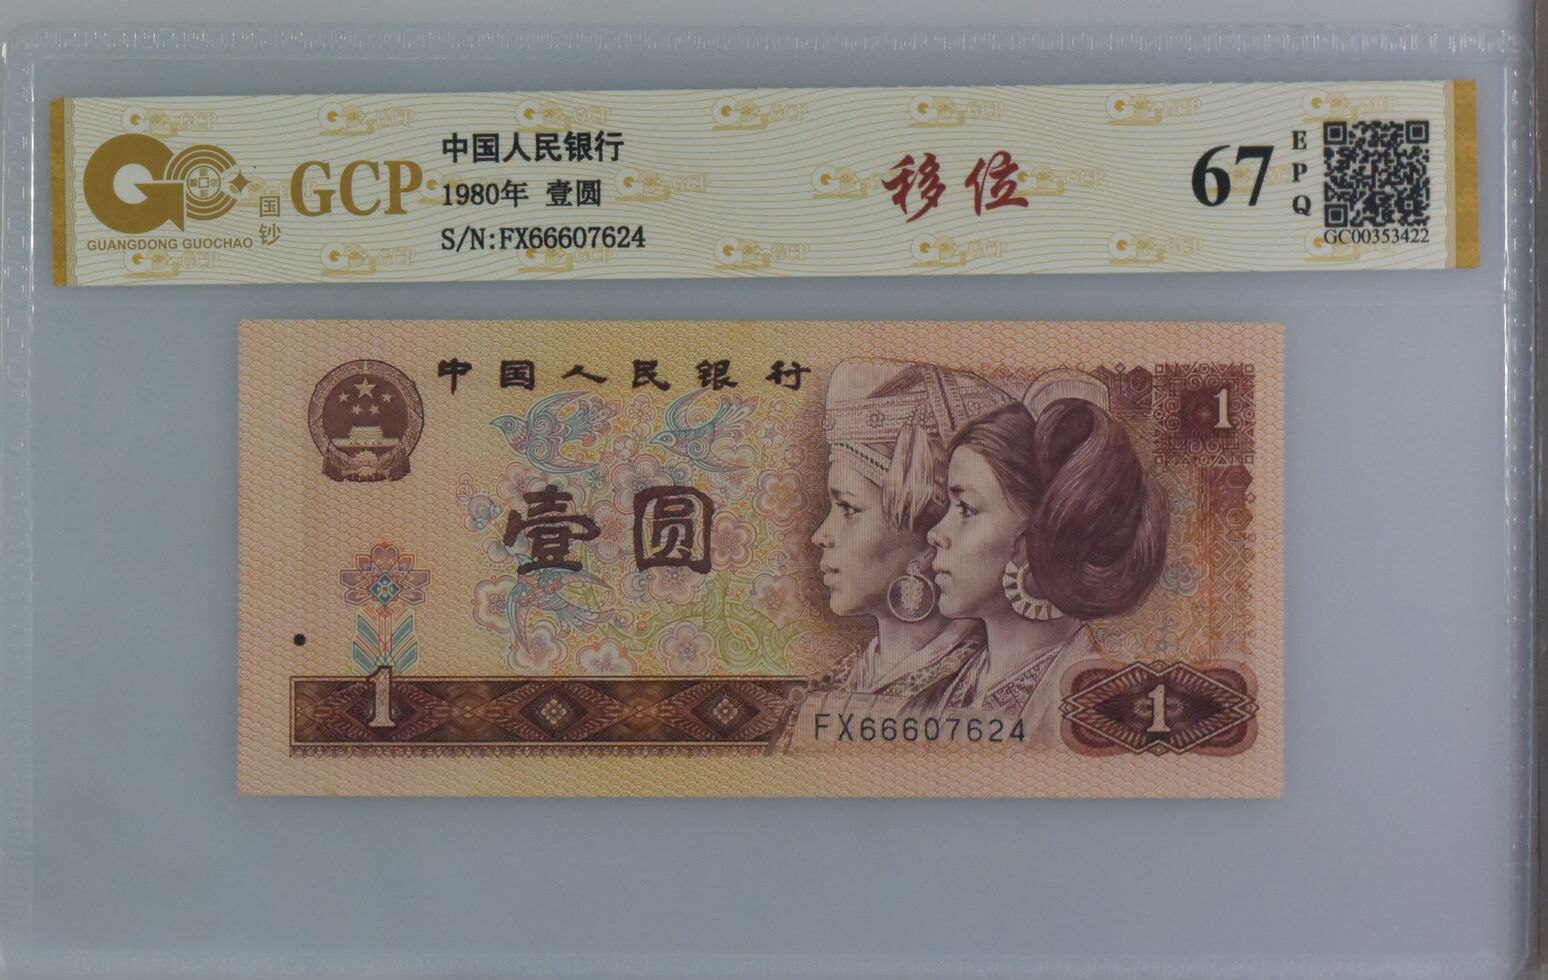 GCP
国钞
GUANGDONG GUOCHAO
中国人民银行
1980年 壹圆
S/N:FX66607624
移位
67
EPQ
GC00353422
中国人民银行
1
壹圆
1
FX66607624
1